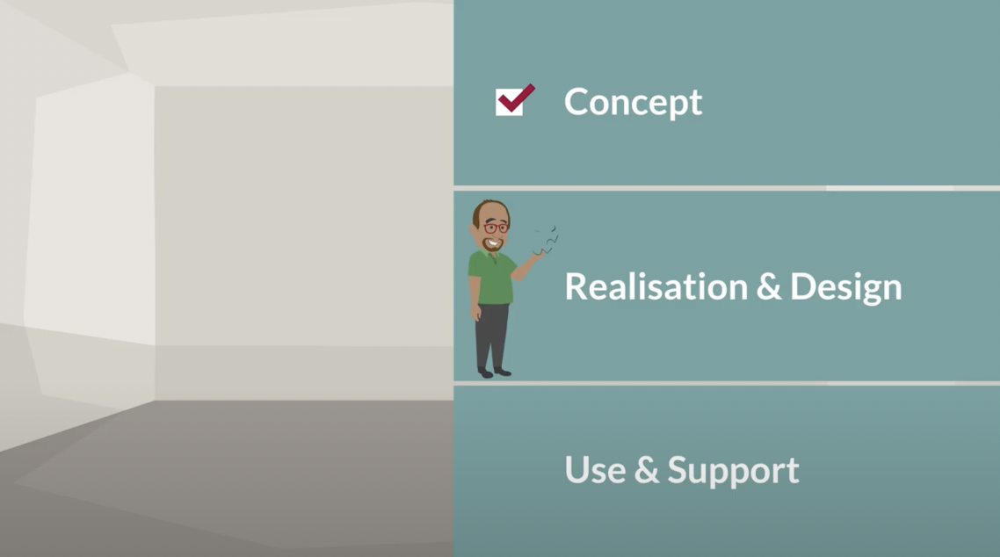 Concept
Realisation & Design
Use & Support